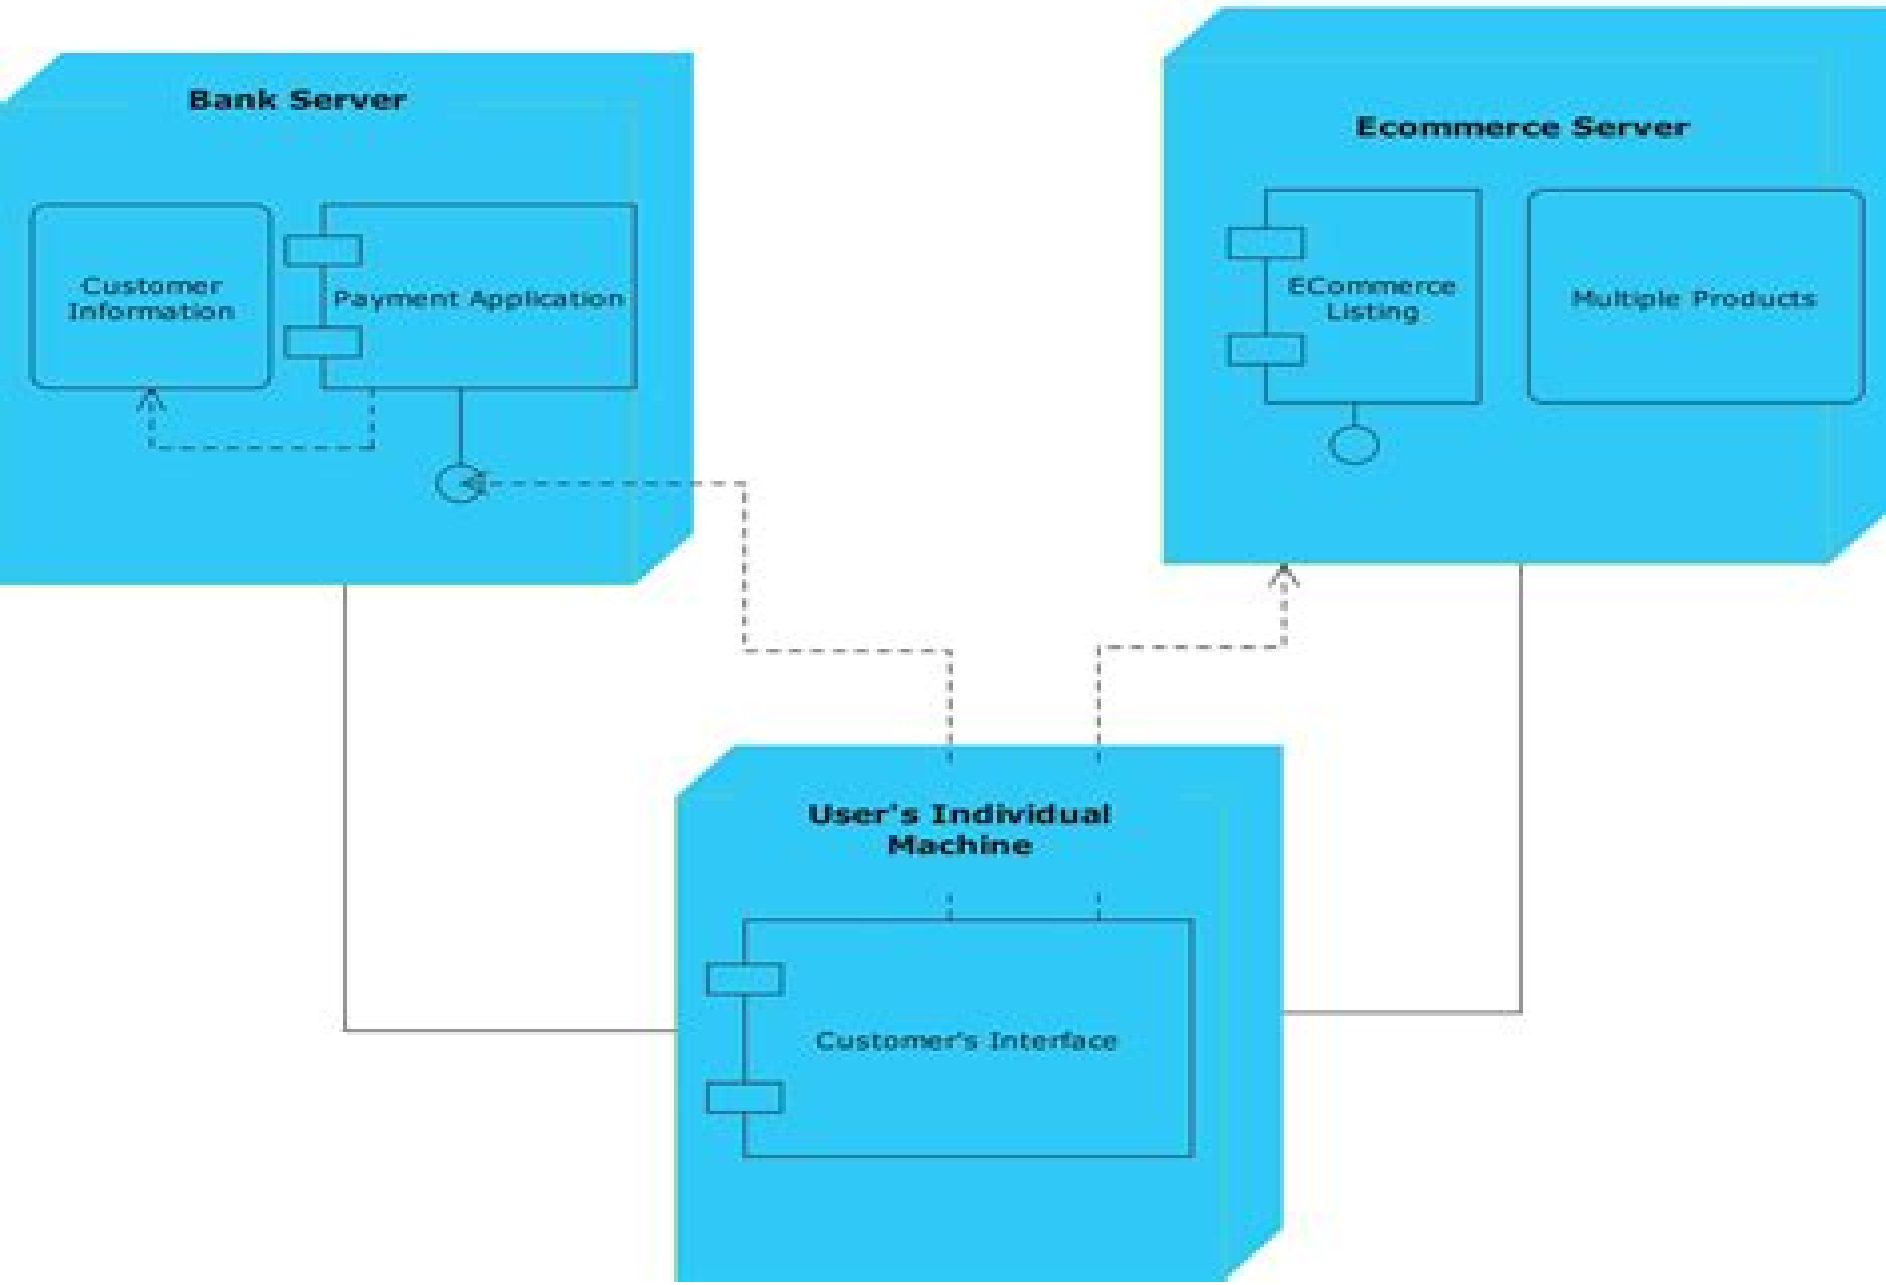 Bank Server
Customer
Information
Payment Application
Ecommerce Server
ECommerce
Listing
Multiple Products
User's Individual
Machine
Customer's Interface